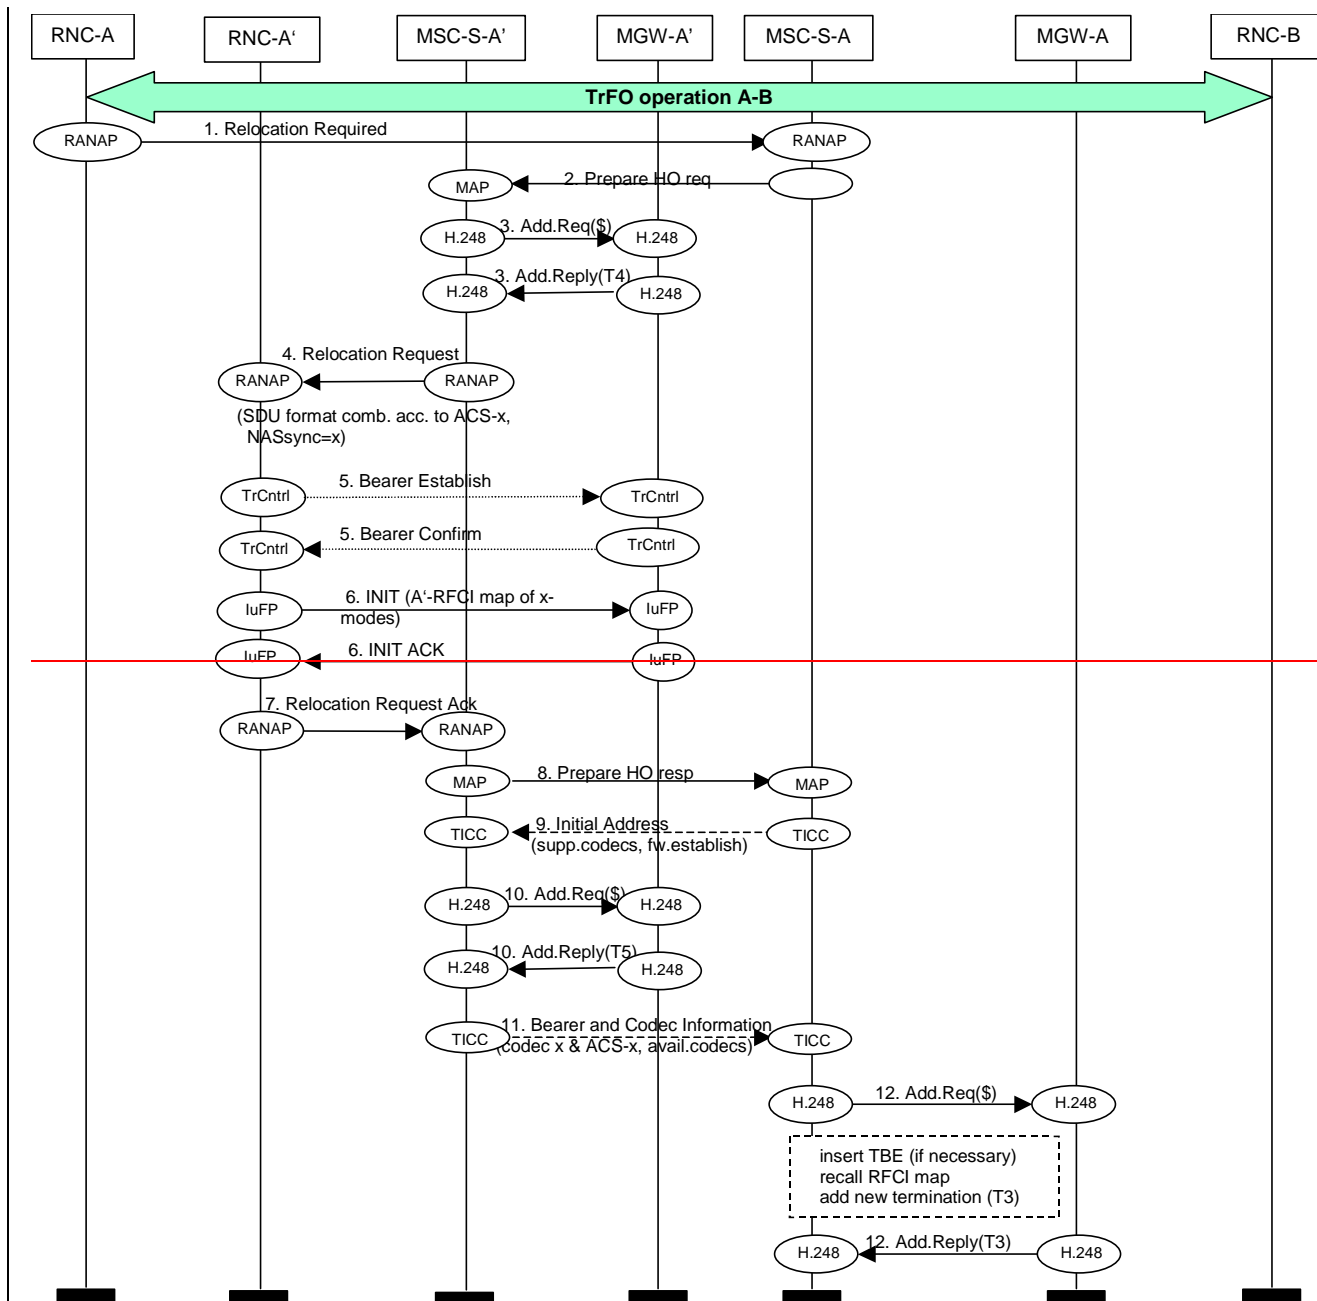 RNC-A
RNC-A‘
MSC-S-A’
MGW-A’
MSC-S-A
MGW-A
RNC-B
TrFO operation A-B
1. Relocation Required
RANAP
RANAP
2. Prepare HO req
MAP
3. Add.Req($)
H.248
H.248
3. Add.Reply(T4)
H.248
H.248
4. Relocation Request
RANAP
RANAP
(SDU format comb. acc. to ACS-x,
NASsync=x)
5. Bearer Establish
TrCntrl
TrCntrl
5. Bearer Confirm
TrCntrl
TrCntrl
6. INIT (A‘-RFCI map of x-
modes)
IuFP
IuFP
6. INIT ACK
IuFP
IuFP
7. Relocation Request Ack
RANAP
RANAP
8. Prepare HO resp
MAP
MAP
9. Initial Address
(supp.codecs, fw.establish)
TICC
TICC
10. Add.Req($)
H.248
H.248
10. Add.Reply(T5)
H.248
H.248
11. Bearer and Codec Information
(codec x & ACS-x, avail.codecs)
TICC
TICC
12. Add.Req($)
H.248
H.248
insert TBE (if necessary)
recall RFCI map
add new termination (T3)
12. Add.Reply(T3)
H.248
H.248